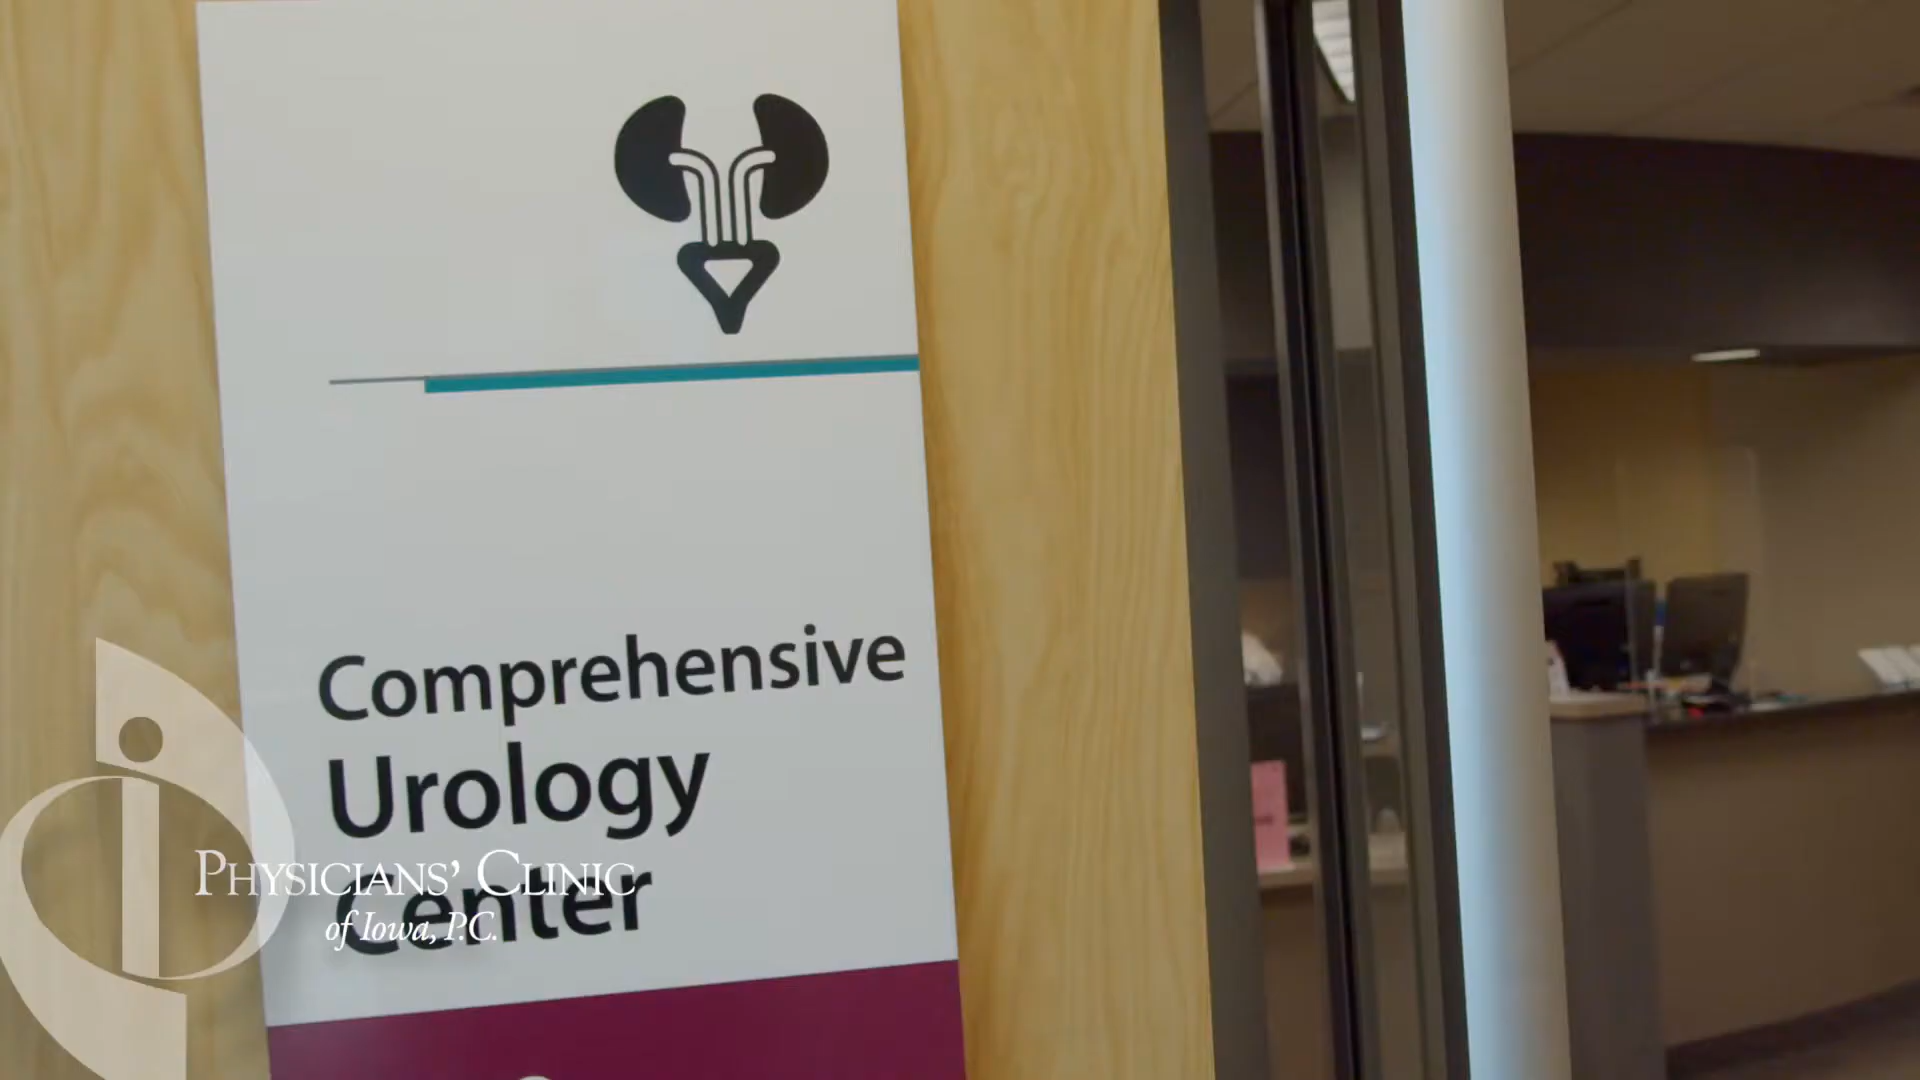 Comprehensive
Urology
Center
PHYSICIANS' CLINIC
of Iowa, P.C.